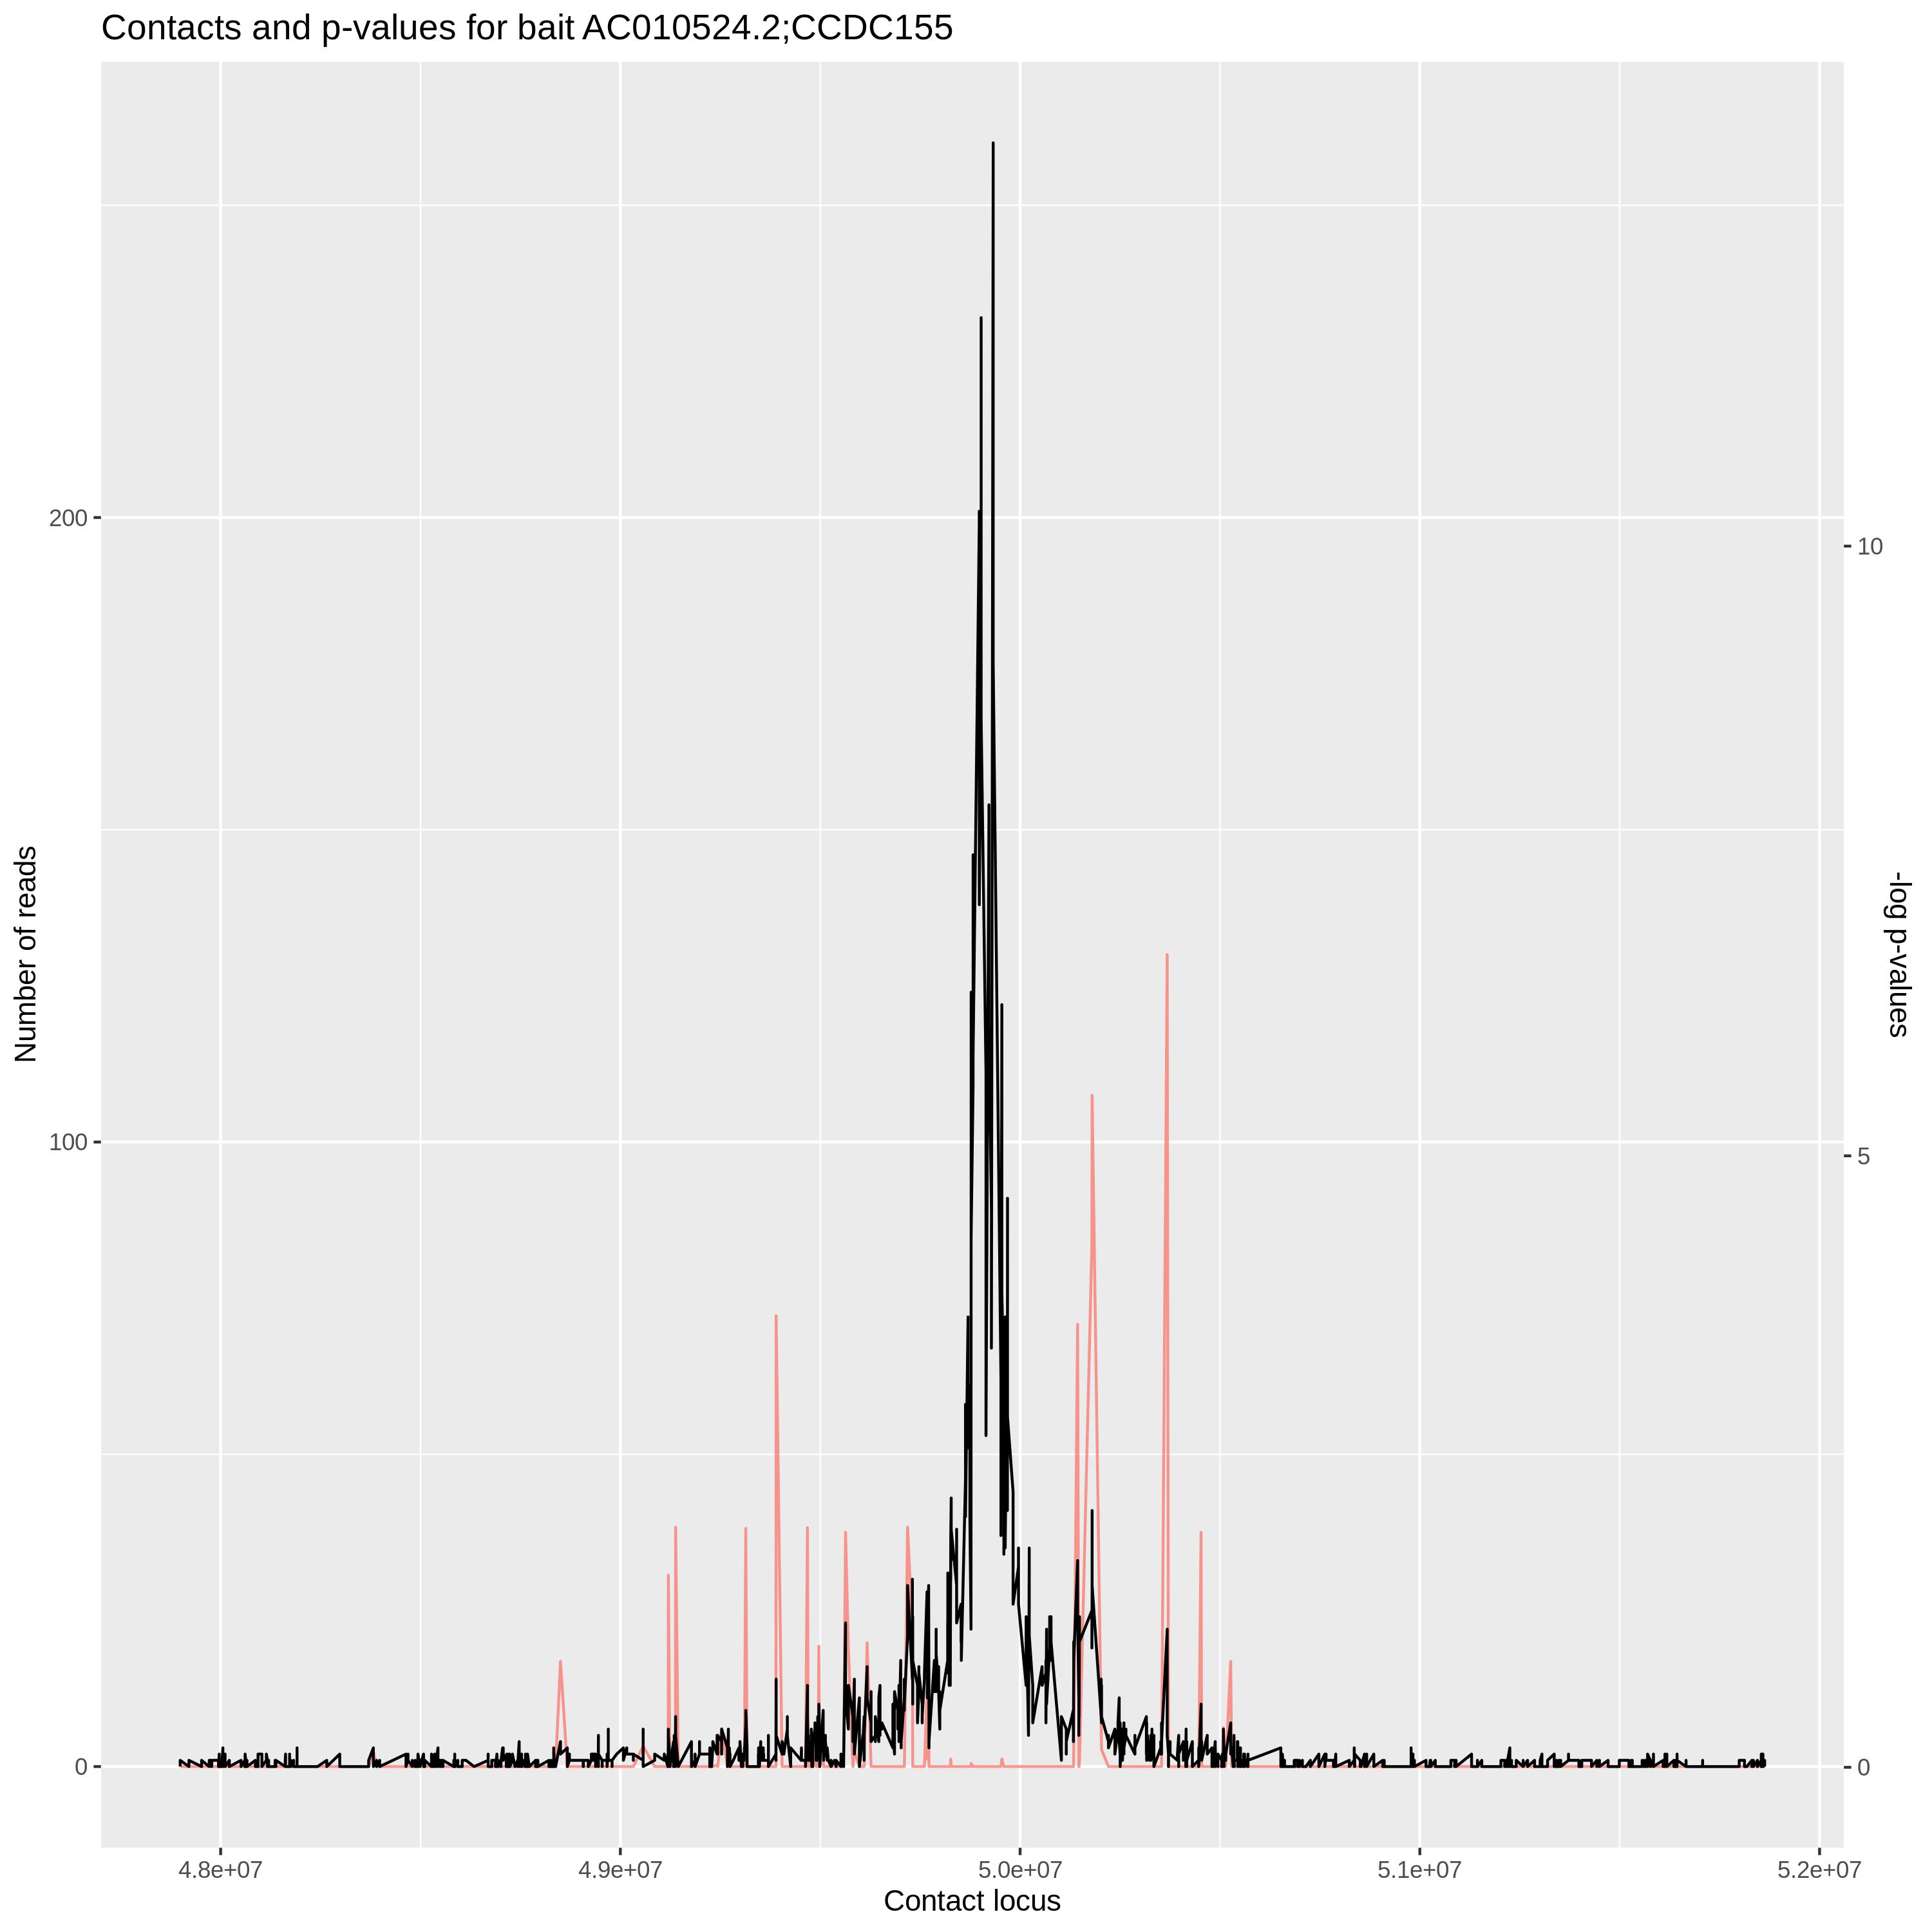 Contacts and p-values for bait AC010524.2;CCDC155
200
100
0
Number of reads
10
5
0
-log p-values
4.8e+07
4.9e+07
5.0e+07
5.1e+07
5.2e+07
Contact locus